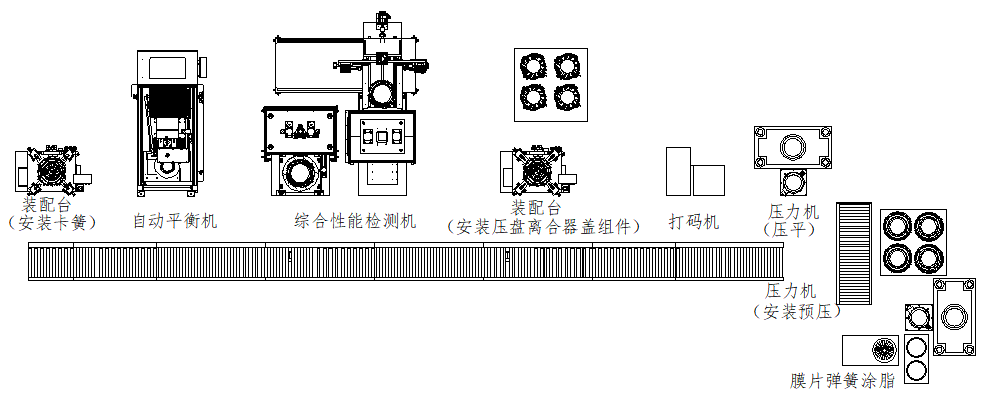 装配台
（安装卡簧）
自动平衡机
综合性能检测机
装配台
（安装压盘离合器盖组件）
打码机
压力机
（压平）
压力机
（安装预压）
膜片弹簧涂脂